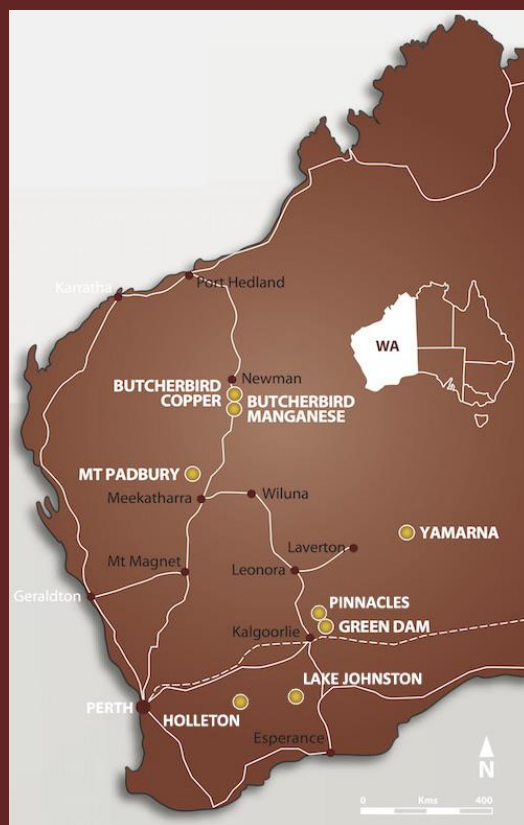 Port Hedland
Karratha
WA
Newman
BUTCHERBIRD
COPPER
BUTCHERBIRD
MANGANESE
MT PADBURY
Meekatharra
Wiluna
YAMARNA
Laverton
Mt Magnet
Leonora
Geraldton
PINNACLES
GREEN DAM
Kalgoorlie
LAKE JOHNSTON
PERTH
HOLLETON
Esperance
N
0 Kms 400